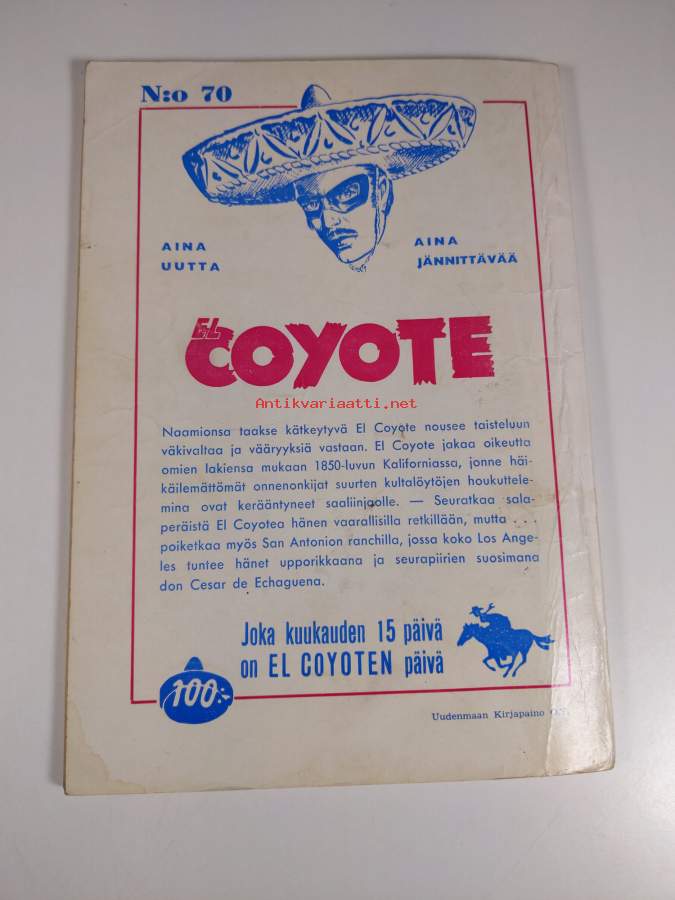 N:o 70
AINA
UUTTA
AINA
JÄNNITTÄVÄÄ
EL
COYOTE
Antikvariaatti.net
Naamionsa taakse kätkeytyvä El Coyote nousee taisteluun
väkivaltaa ja vääryyksiä vastaan. El Coyote jakaa oikeutta
omien lakiensa mukaan 1850-luvun Kaliforniassa, jonne häi-
käilemättömät onnenonkijat suurten kultalöytöjen houkuttele-
mina ovat kerääntyneet saaliinjaolle. — Seuratkaa sala-
peräistä El Coyotea hänen vaarallisilla retkillään, mutta . . .
poiketkaa myös San Antonion ranchilla, jossa koko Los Ange-
les tuntee hänet upporikkaana ja seurapiirien suosimana
don Cesar de Echaguena.
Joka kuukauden 15 päivä
on EL COYOTEN päivä
100:-
Uudenmaan Kirjapaino O.Y.